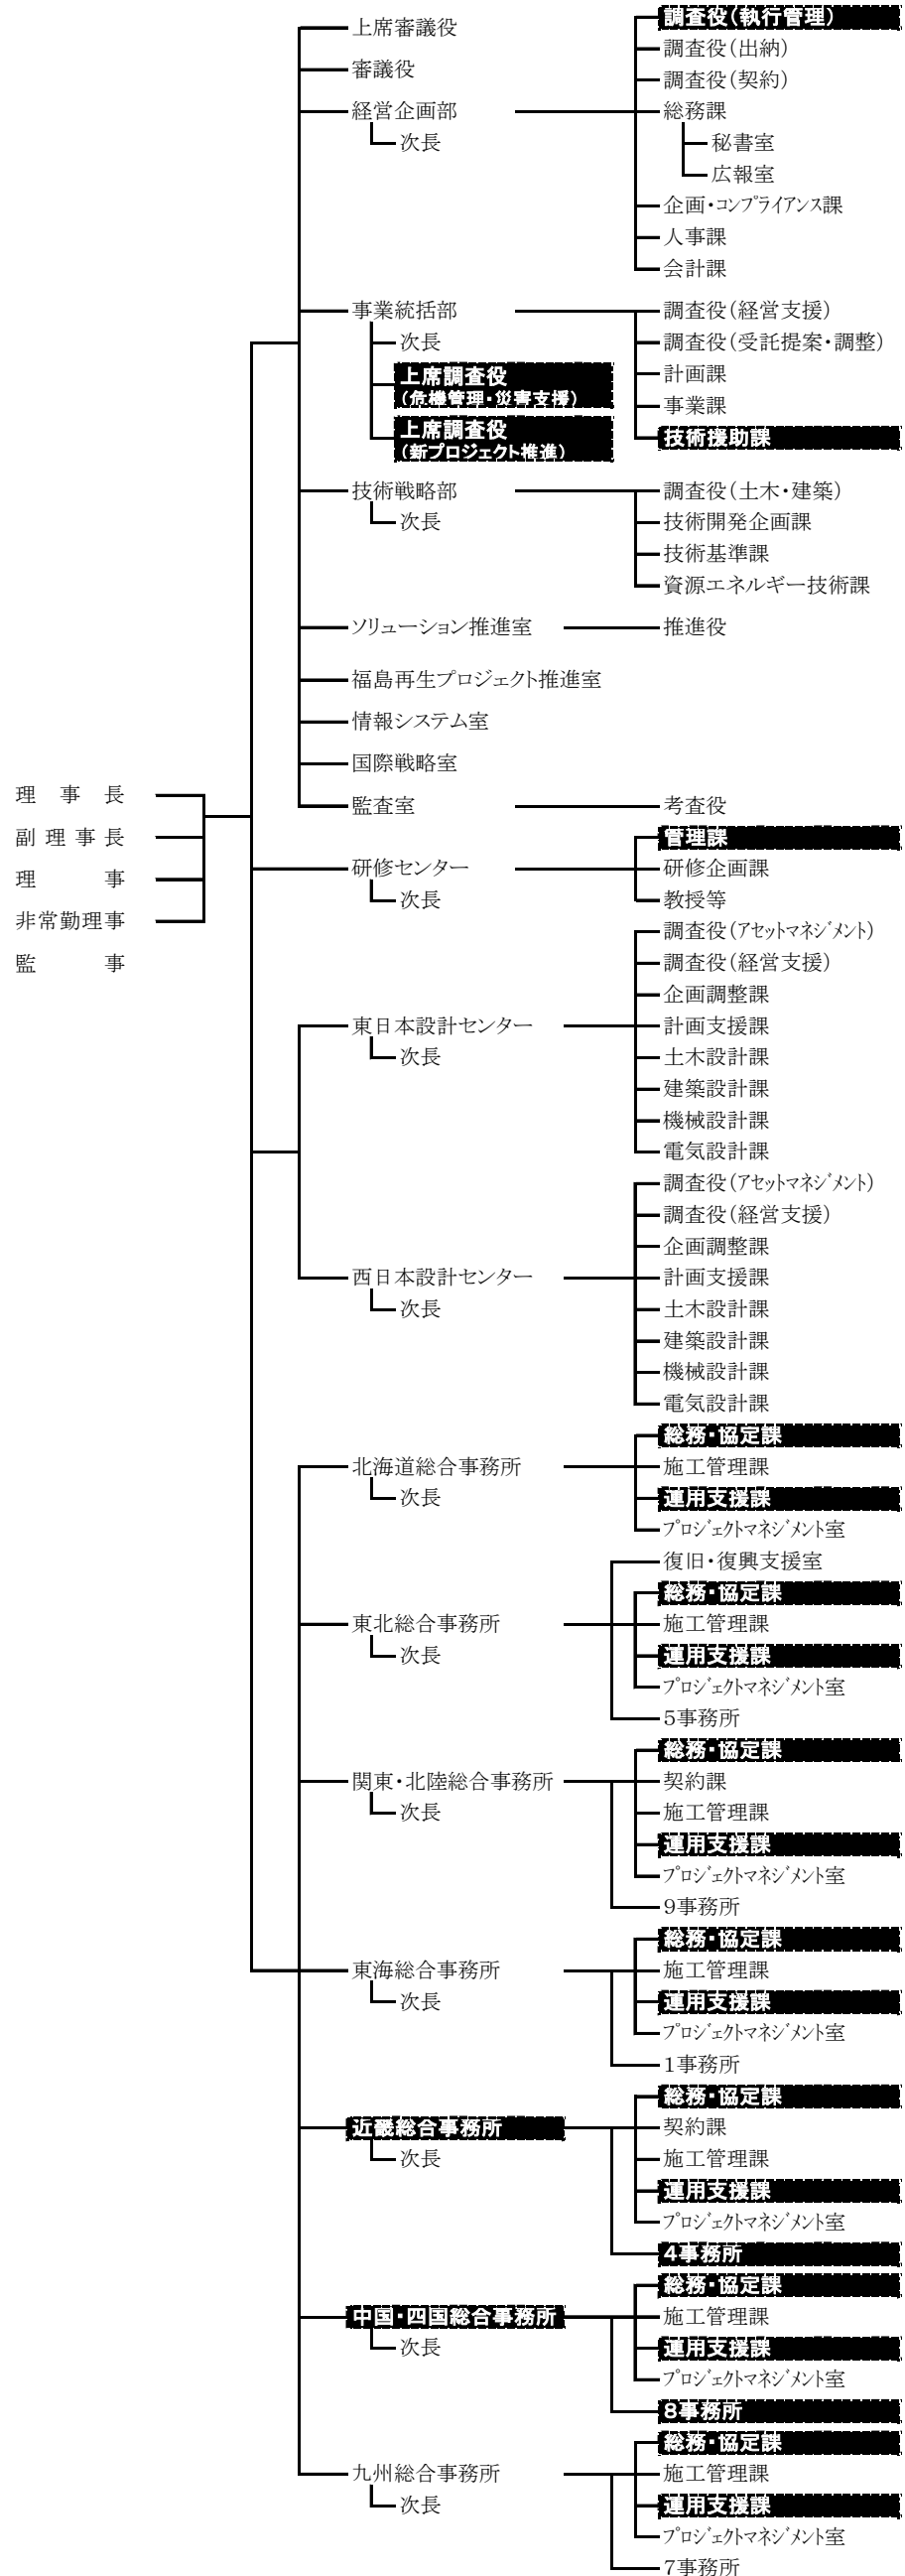 理事長
副理事長
理事
非常勤理事
監事
上席審議役
審議役
経営企画部
次長
調査役（執行管理）
調査役（出納）
調査役（契約）
総務課
秘書室
広報室
企画・コンプライアンス課
人事課
会計課
事業統括部
次長
上席調査役
（危機管理・災害支援）
上席調査役
（新プロジェクト推進）
調査役（経営支援）
調査役（受託提案・調整）
計画課
事業課
技術援助課
技術戦略部
次長
調査役（土木・建築）
技術開発企画課
技術基準課
資源エネルギー技術課
ソリューション推進室
推進役
福島再生プロジェクト推進室
情報システム室
国際戦略室
監査室
考査役
研修センター
次長
管理課
研修企画課
教授等
東日本設計センター
次長
調査役（アセットマネジメント）
調査役（経営支援）
企画調整課
計画支援課
土木設計課
建築設計課
機械設計課
電気設計課
西日本設計センター
次長
調査役（アセットマネジメント）
調査役（経営支援）
企画調整課
計画支援課
土木設計課
建築設計課
機械設計課
電気設計課
北海道総合事務所
次長
総務・協定課
施工管理課
運用支援課
プロジェクトマネジメント室
東北総合事務所
次長
復旧・復興支援室
総務・協定課
施工管理課
運用支援課
プロジェクトマネジメント室
5事務所
関東・北陸総合事務所
次長
総務・協定課
契約課
施工管理課
運用支援課
プロジェクトマネジメント室
9事務所
東海総合事務所
次長
総務・協定課
施工管理課
運用支援課
プロジェクトマネジメント室
1事務所
近畿総合事務所
次長
総務・協定課
契約課
施工管理課
運用支援課
プロジェクトマネジメント室
4事務所
中国・四国総合事務所
次長
総務・協定課
施工管理課
運用支援課
プロジェクトマネジメント室
8事務所
九州総合事務所
次長
総務・協定課
施工管理課
運用支援課
プロジェクトマネジメント室
7事務所